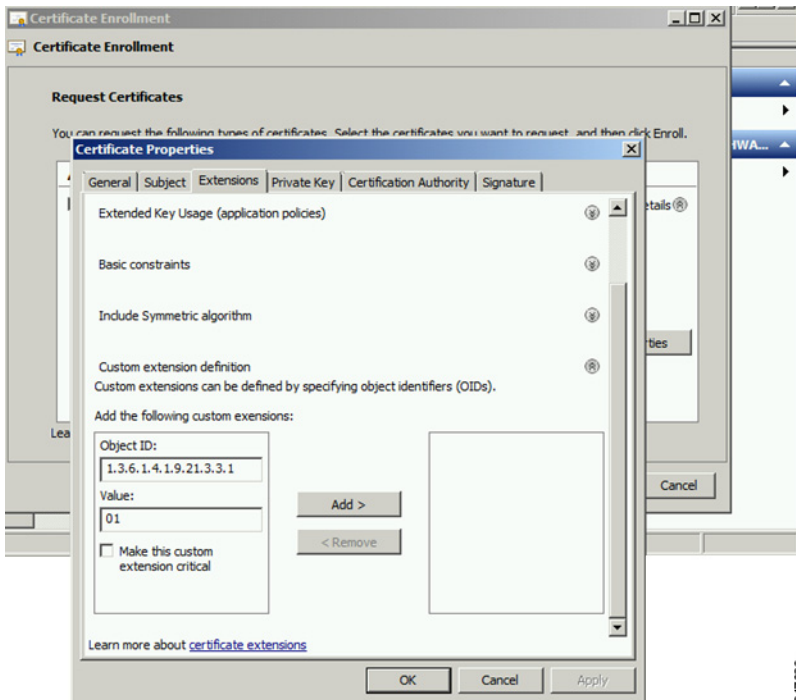 Certificate Enrollment
Certificate Enrollment
Request Certificates
You can request the following types of certificates. Select the certificates you want to request, and then click Enroll.
Certificate Properties
HWA...
General Subject Extensions Private Key Certification Authority Signature
Extended Key Usage (application policies)
etails
Basic constraints
Include Symmetric algorithm
rties
Custom extension definition
Custom extensions can be defined by specifying object identifiers (OIDs).
Add the following custom exensions:
Lea
Object ID:
1.3.6.1.4.1.9.21.3.3.1
Value:
01
Add >
< Remove
Cancel
Make this custom
extension critical
Learn more about certificate extensions
OK Cancel Apply